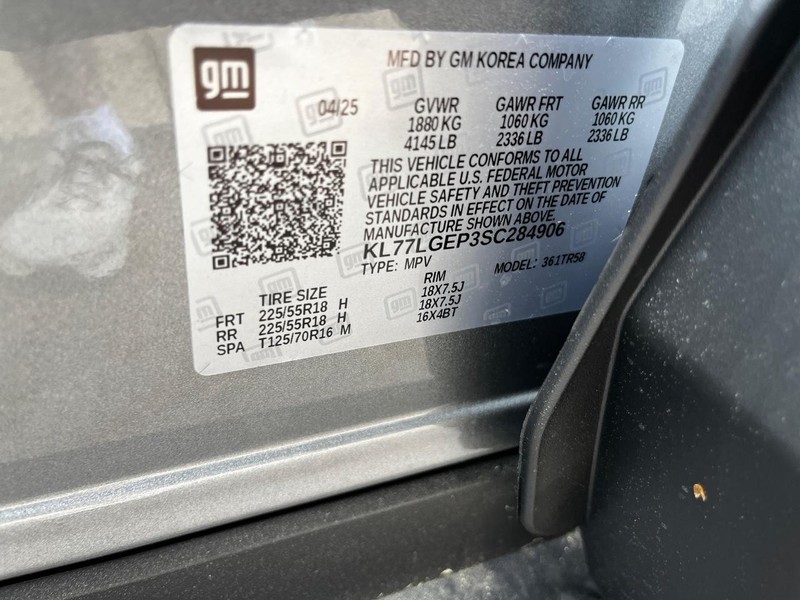 gm
MFD BY GM KOREA COMPANY
04/25 GVWR GAWR FRT GAWR RR
1880 KG 1060 KG 1060 KG
4145 LB 2336 LB 2336 LB
THIS VEHICLE CONFORMS TO ALL
APPLICABLE U.S. FEDERAL MOTOR
VEHICLE SAFETY AND THEFT PREVENTION
STANDARDS IN EFFECT ON THE DATE OF
MANUFACTURE SHOWN ABOVE.
KL77LGEP3SC284906
TYPE: MPV MODEL: 361TR58
TIRE SIZE RIM
FRT 225/55R18 H 18X7.5J
RR 225/55R18 H 18X7.5J
SPA T125/70R16 M 16X4BT